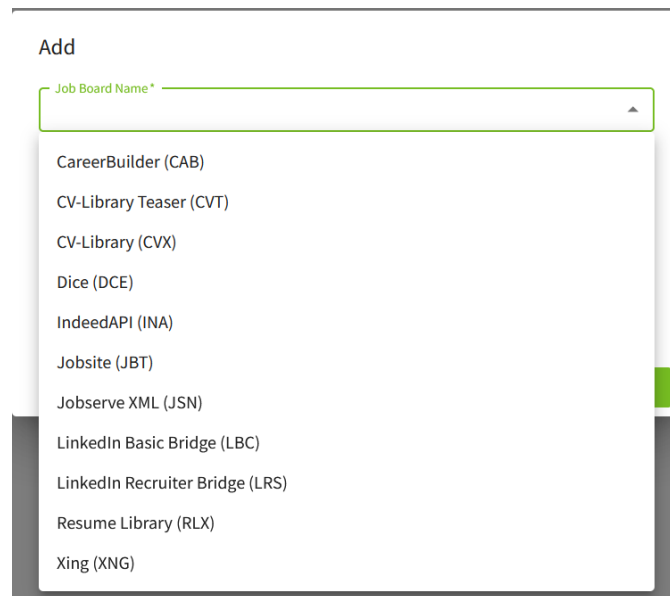 Add
Job Board Name*
CareerBuilder (CAB)
CV-Library Teaser (CVT)
CV-Library (CVX)
Dice (DCE)
IndeedAPI (INA)
Jobsite (JBT)
Jobserve XML (JSN)
LinkedIn Basic Bridge (LBC)
LinkedIn Recruiter Bridge (LRS)
Resume Library (RLX)
Xing (XNG)